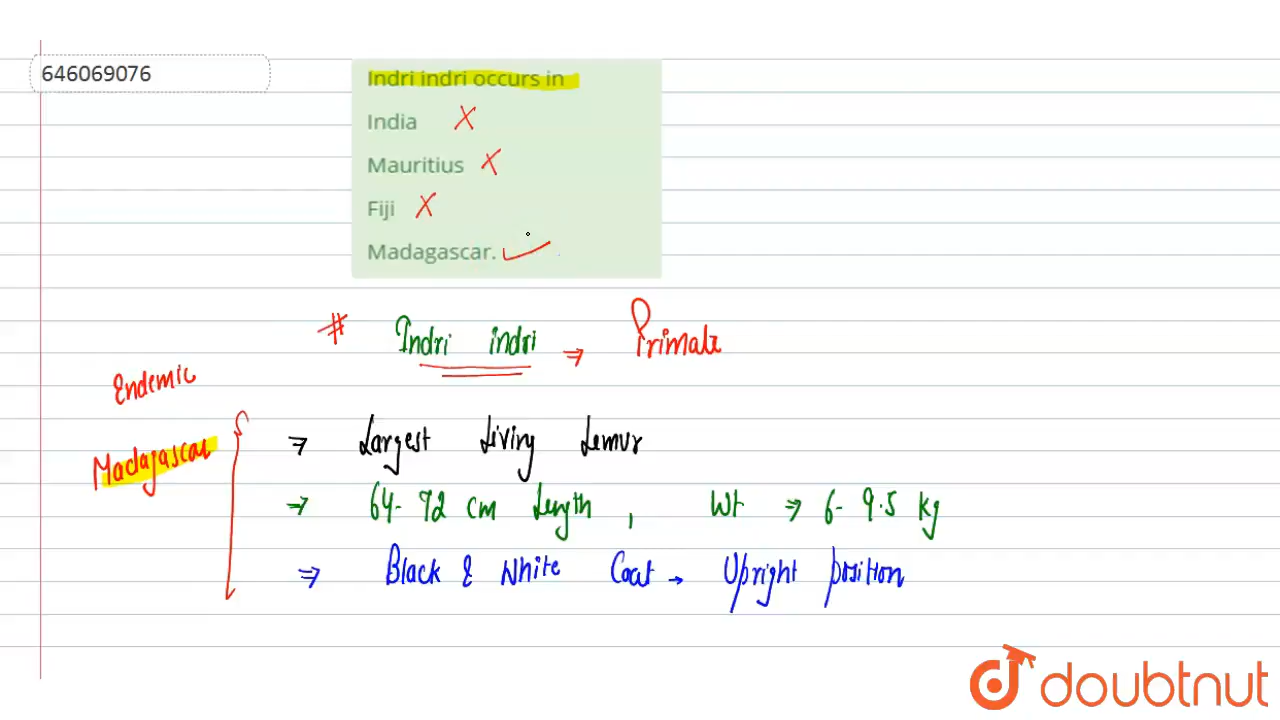 646069076
Indri indri occurs in
India X
Mauritius X
Fiji X
Madagascar. ✓
# Indri indri ⇒ Primate
Endemic
Madagascar
⇒ Largest Living Lemur
⇒ 64-72 cm Length, Wt ⇒ 6-9.5 kg
⇒ Black & White Coat → Upright position
doubtnut